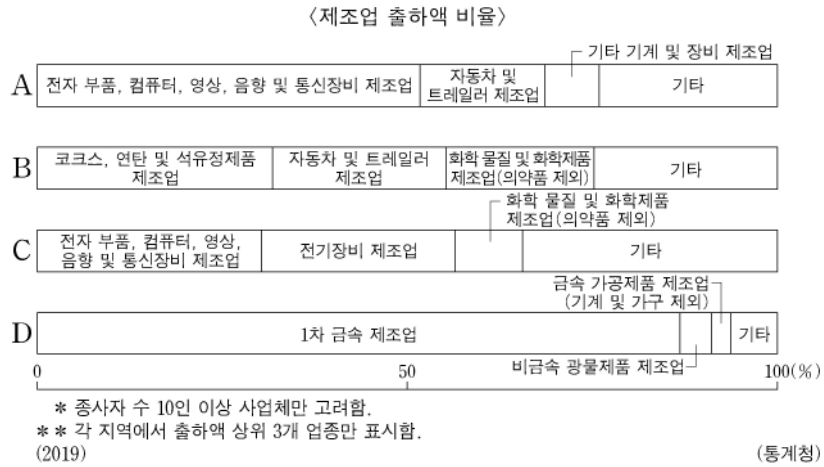 〈제조업 출하액 비율〉
기타 기계 및 장비 제조업
A
전자 부품, 컴퓨터, 영상, 음향 및 통신장비 제조업
자동차 및
트레일러 제조업
기타
B
코크스, 연탄 및 석유정제품
제조업
자동차 및 트레일러
제조업
화학 물질 및 화학제품
제조업(의약품 제외)
기타
화학 물질 및 화학제품
제조업(의약품 제외)
C
전자 부품, 컴퓨터, 영상,
음향 및 통신장비 제조업
전기장비 제조업
기타
금속 가공제품 제조업
(기계 및 가구 제외)
D
1차 금속 제조업
기타
비금속 광물제품 제조업
0
50
100(%)
* 종사자 수 10인 이상 사업체만 고려함.
** 각 지역에서 출하액 상위 3개 업종만 표시함.
(2019)
(통계청)